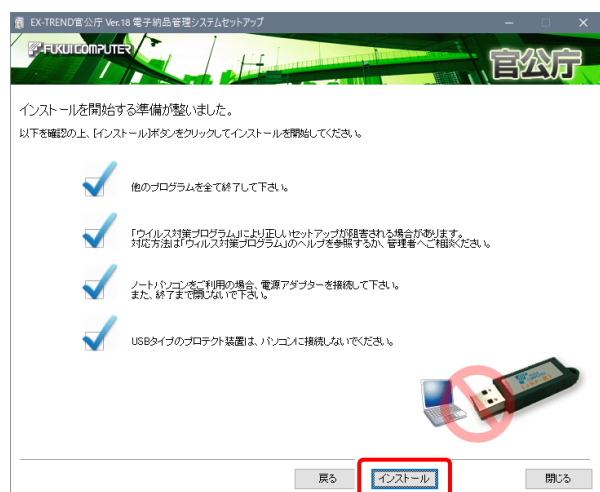 EX-TREND官公庁 Ver.18 電子納品管理システムセットアップ
FUKUI COMPUTER
官公庁
インストールを開始する準備が整いました。
以下を確認の上、[インストール]ボタンをクリックしてインストールを開始してください。
他のプログラムを全て終了して下さい。
「ウイルス対策プログラム」により正しいセットアップが阻害される場合があります。
対応方法は「ウィルス対策プログラム」のヘルプを参照するか、管理者へご相談ください。
ノートパソコンをご利用の場合、電源アダプターを接続して下さい。
また、終了まで閉じないで下さい。
USBタイプのプロテクト装置は、パソコンに接続しないでください。
戻る
インストール
閉じる